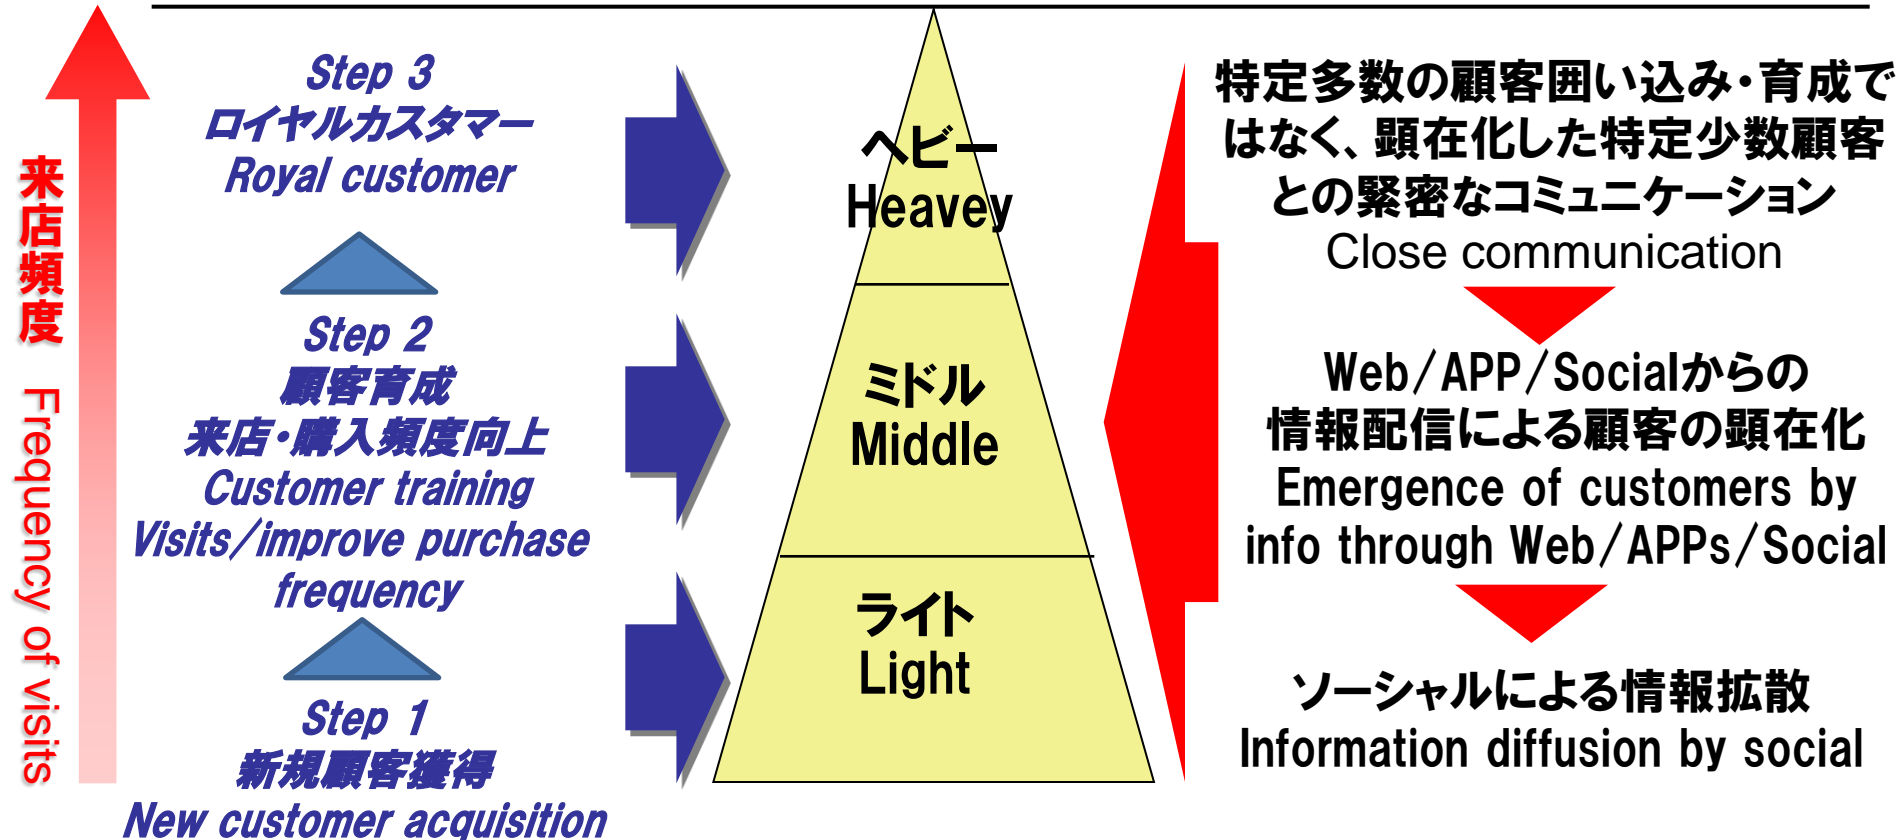 来店頻度 Frequency of visits
Step 3
ロイヤルカスタマー
Royal customer
Step 2
顧客育成
来店・購入頻度向上
Customer training
Visits/improve purchase
frequency
Step 1
新規顧客獲得
New customer acquisition
ヘビー
Heavey
ミドル
Middle
ライト
Light
特定多数の顧客囲い込み・育成で
はなく、顕在化した特定少数顧客
との緊密なコミュニケーション
Close communication
Web/APP/Socialからの
情報配信による顧客の顕在化
Emergence of customers by
info through Web/APPs/Social
ソーシャルによる情報拡散
Information diffusion by social